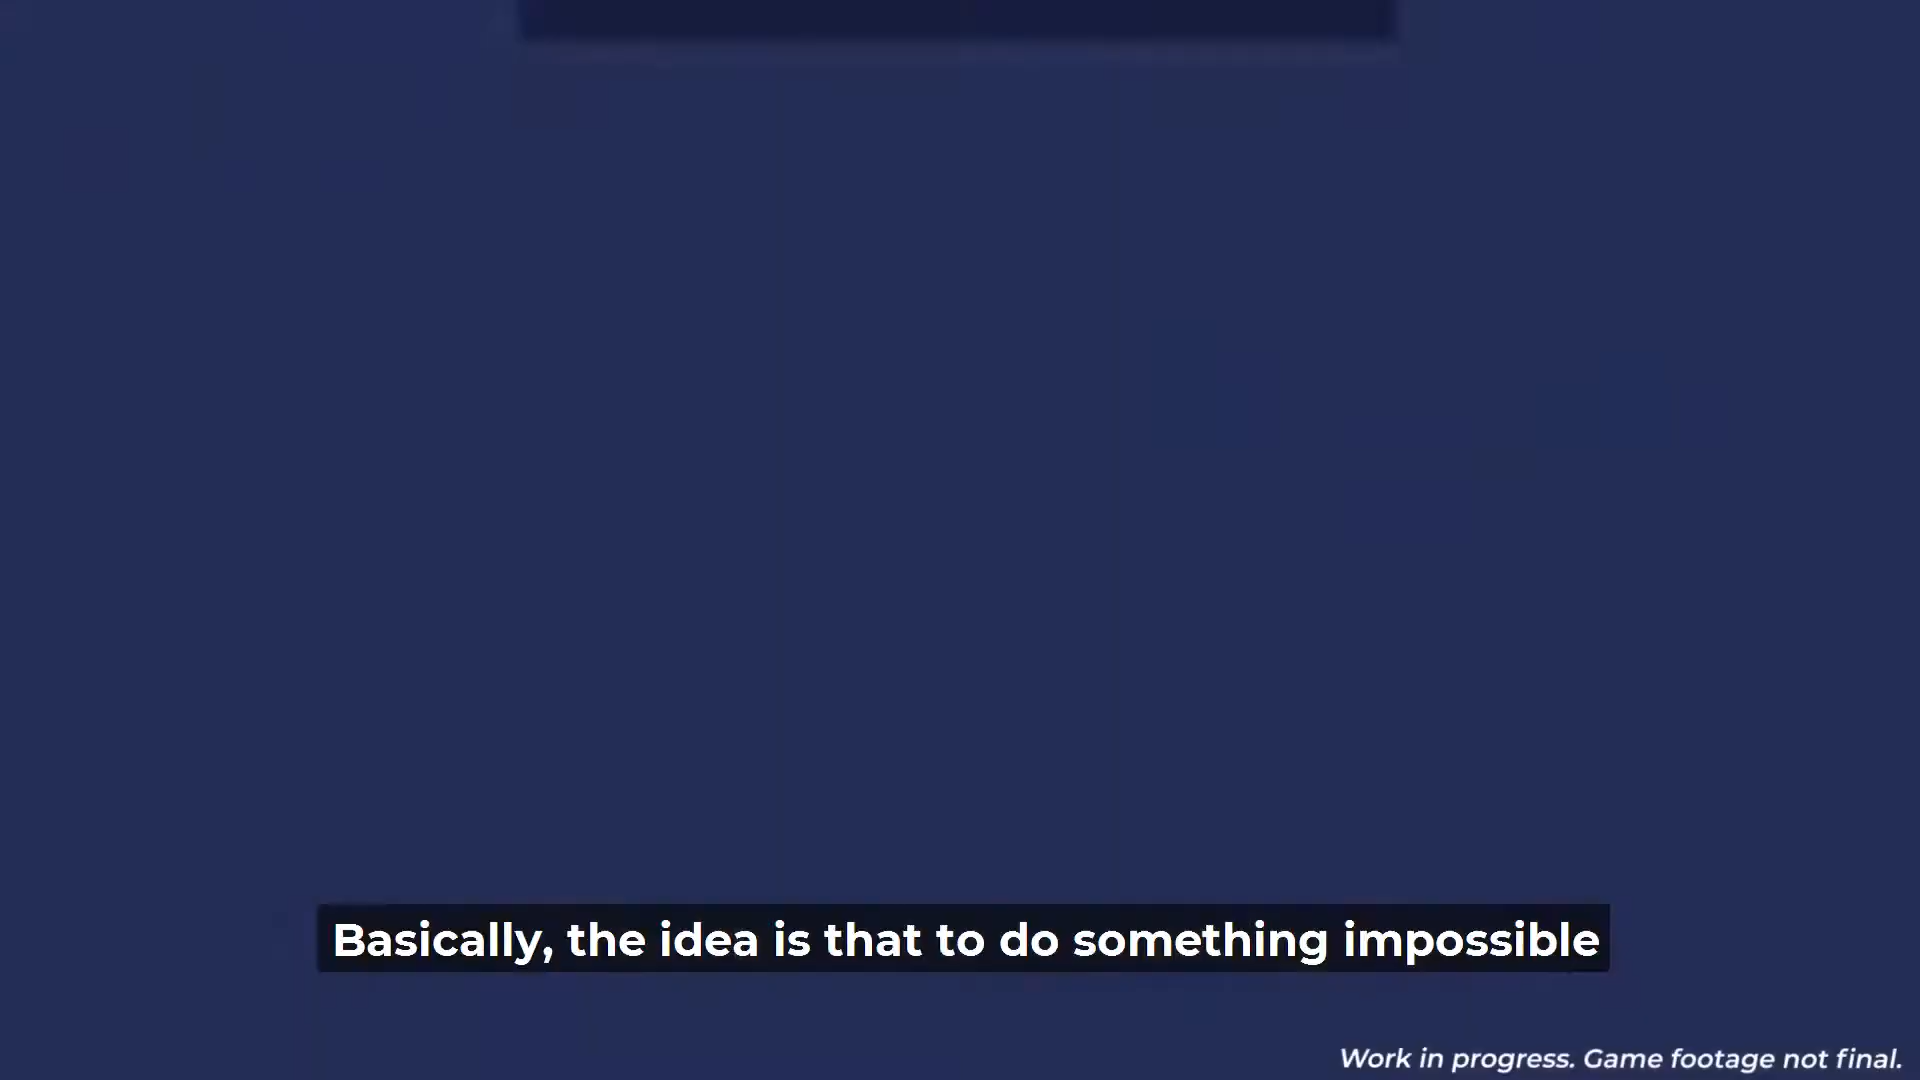 Basically, the idea is that to do something impossible
Work in progress. Game footage not final.